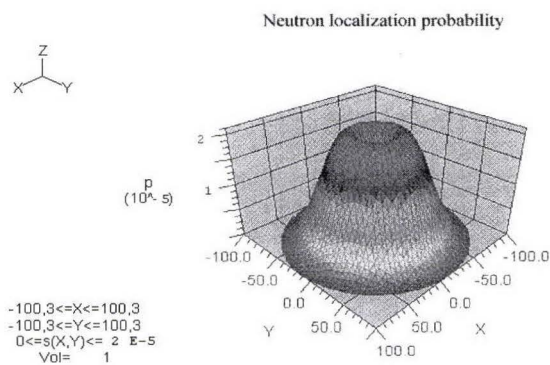 Neutron localization probability
Z
X Y
2
p
(10^- 5)
1
-100.0 -100.0
-50.0 -50.0
0.0 0.0
Y 50.0 50.0 X
100.0
-100,3<=X<=100,3
-100,3<=Y<=100,3
0<=s(X,Y)<= 2 E-5
Vol= 1